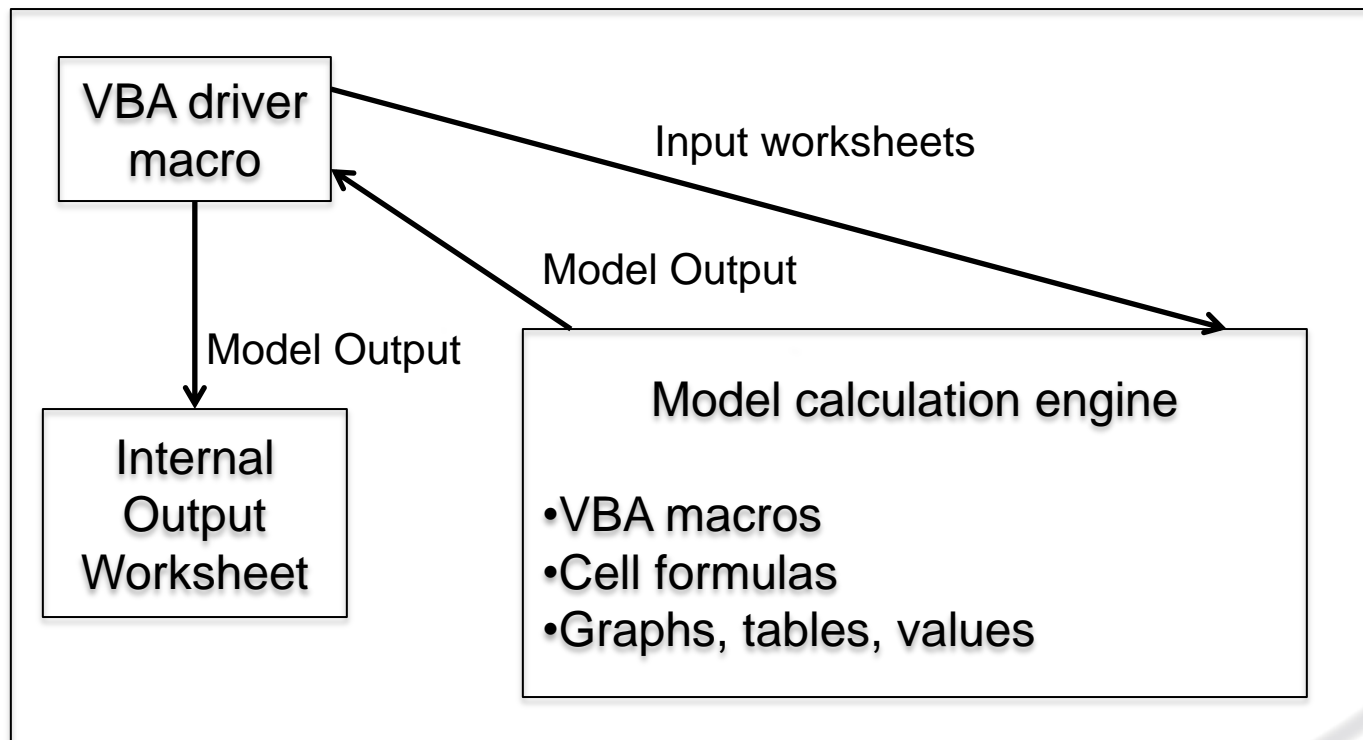 VBA driver
macro
Input worksheets
Model Output
Model Output
Internal
Output
Worksheet
Model calculation engine
•VBA macros
•Cell formulas
•Graphs, tables, values